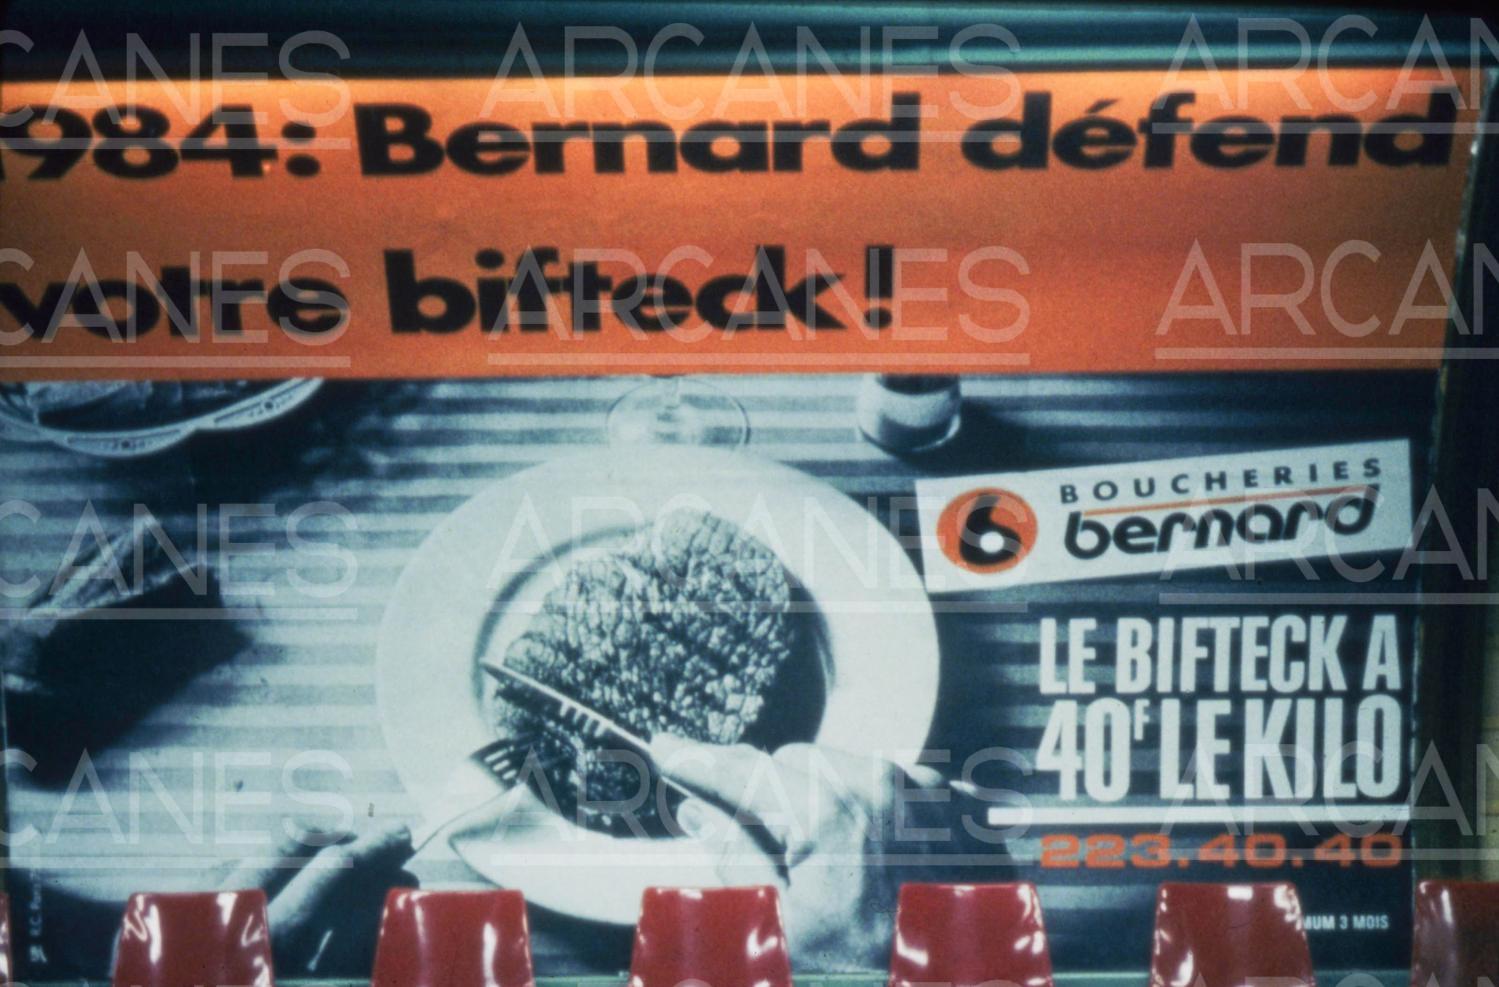 1984: Bernard défend
votre bifteck!
BOUCHERIES
6 bernard
LE BIFTECK A
40F LE KILO
223.40.40
MUM 3 MOIS
ARCANES